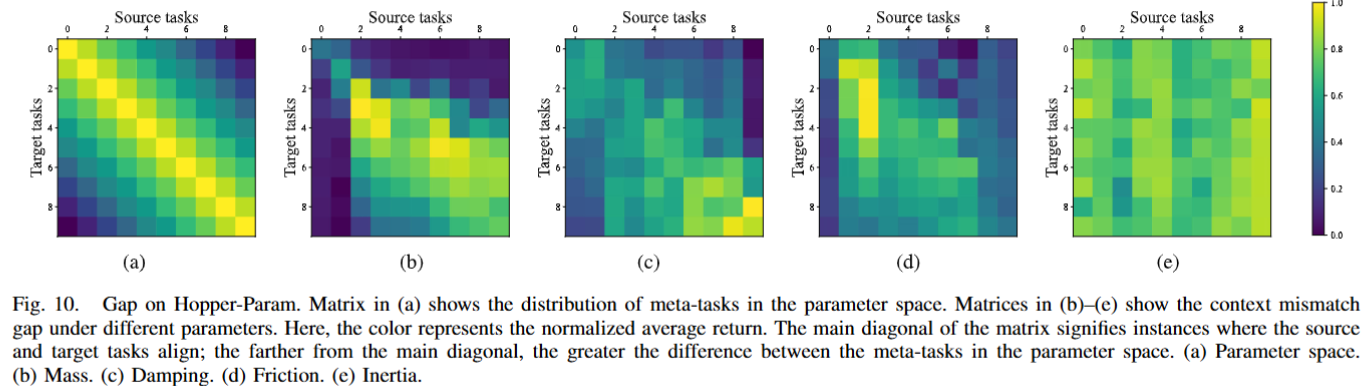 Source tasks Source tasks Source tasks Source tasks Source tasks
0 2 4 6 8 0 2 4 6 8 0 2 4 6 8 0 2 4 6 8 0 2 4 6 8
Target tasks Target tasks Target tasks Target tasks Target tasks
0 0 0 0 0
2 2 2 2 2
4 4 4 4 4
6 6 6 6 6
8 8 8 8 8
1.0
0.8
0.6
0.4
0.2
0.0
(a) (b) (c) (d) (e)
Fig. 10. Gap on Hopper-Param. Matrix in (a) shows the distribution of meta-tasks in the parameter space. Matrices in (b)–(e) show the context mismatch
gap under different parameters. Here, the color represents the normalized average return. The main diagonal of the matrix signifies instances where the source
and target tasks align; the farther from the main diagonal, the greater the difference between the meta-tasks in the parameter space. (a) Parameter space.
(b) Mass. (c) Damping. (d) Friction. (e) Inertia.